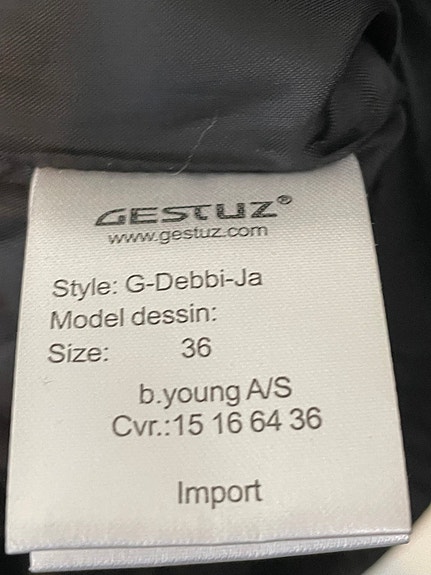 GESTUZ®
www.gestuz.com
Style: G-Debbi-Ja
Model dessin:
Size: 36
b.young A/S
Cvr.:15 16 64 36
Import